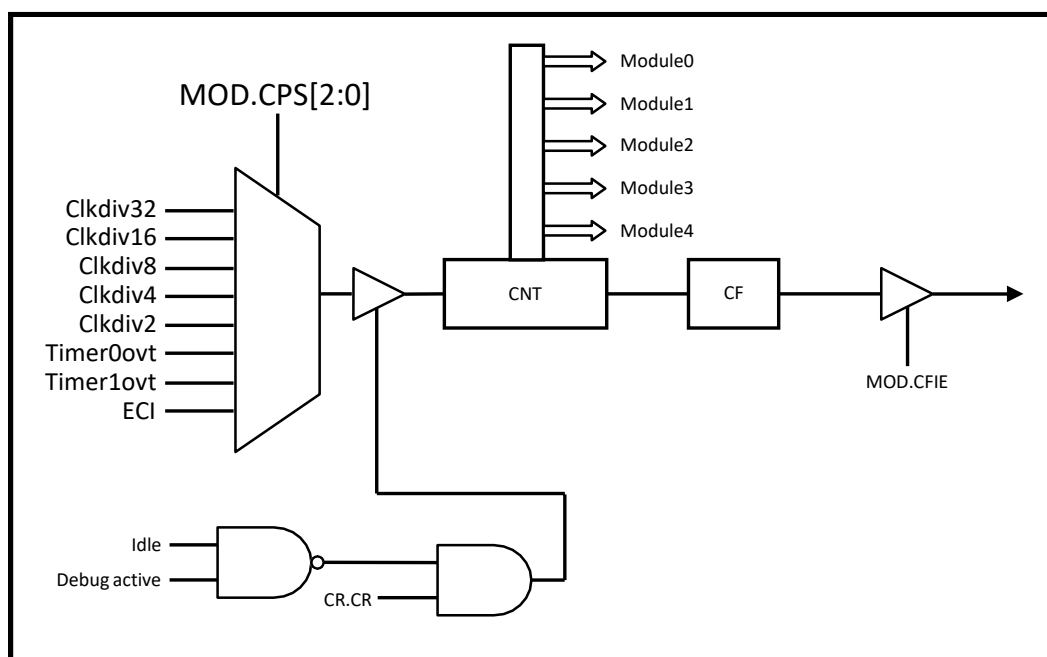 MOD.CPS[2:0]
Clkdiv32
Clkdiv16
Clkdiv8
Clkdiv4
Clkdiv2
Timer0ovt
Timer1ovt
ECI
Module0
Module1
Module2
Module3
Module4
CNT
CF
MOD.CFIE
Idle
Debug active
CR.CR